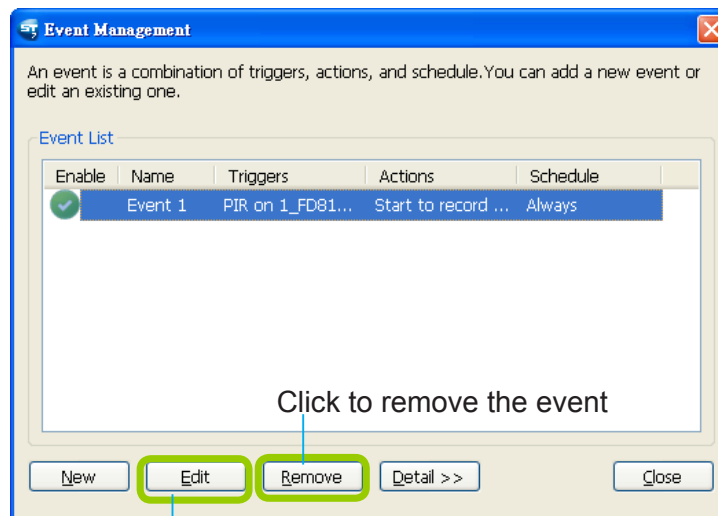 Event Management
An event is a combination of triggers, actions, and schedule.You can add a new event or
edit an existing one.
Event List
Enable Name Triggers Actions Schedule
Event 1 PIR on 1_FD81... Start to record ... Always
Click to remove the event
New Edit Remove Detail >> Close